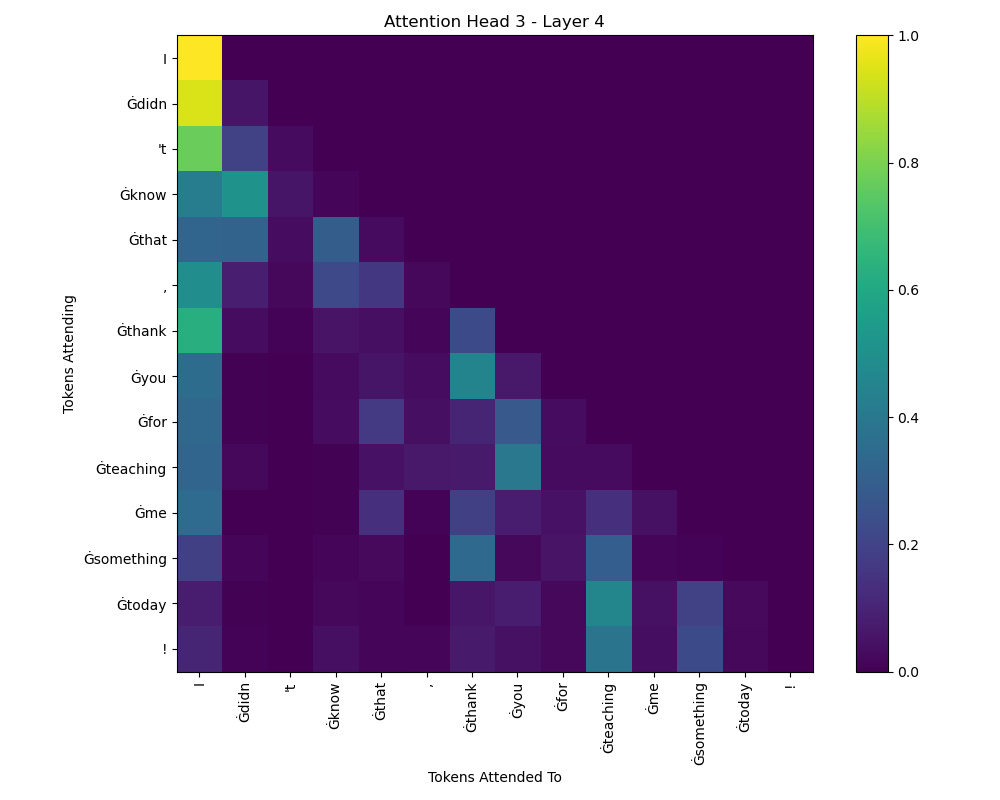 Attention Head 3 - Layer 4
Tokens Attending
I
Ġdidn
't
Ġknow
Ġthat
,
Ġthank
Ġyou
Ġfor
Ġteaching
Ġme
Ġsomething
Ġtoday
!
I
Ġdidn
't
Ġknow
Ġthat
,
Ġthank
Ġyou
Ġfor
Ġteaching
Ġme
Ġsomething
Ġtoday
!
Tokens Attended To
1.0
0.8
0.6
0.4
0.2
0.0